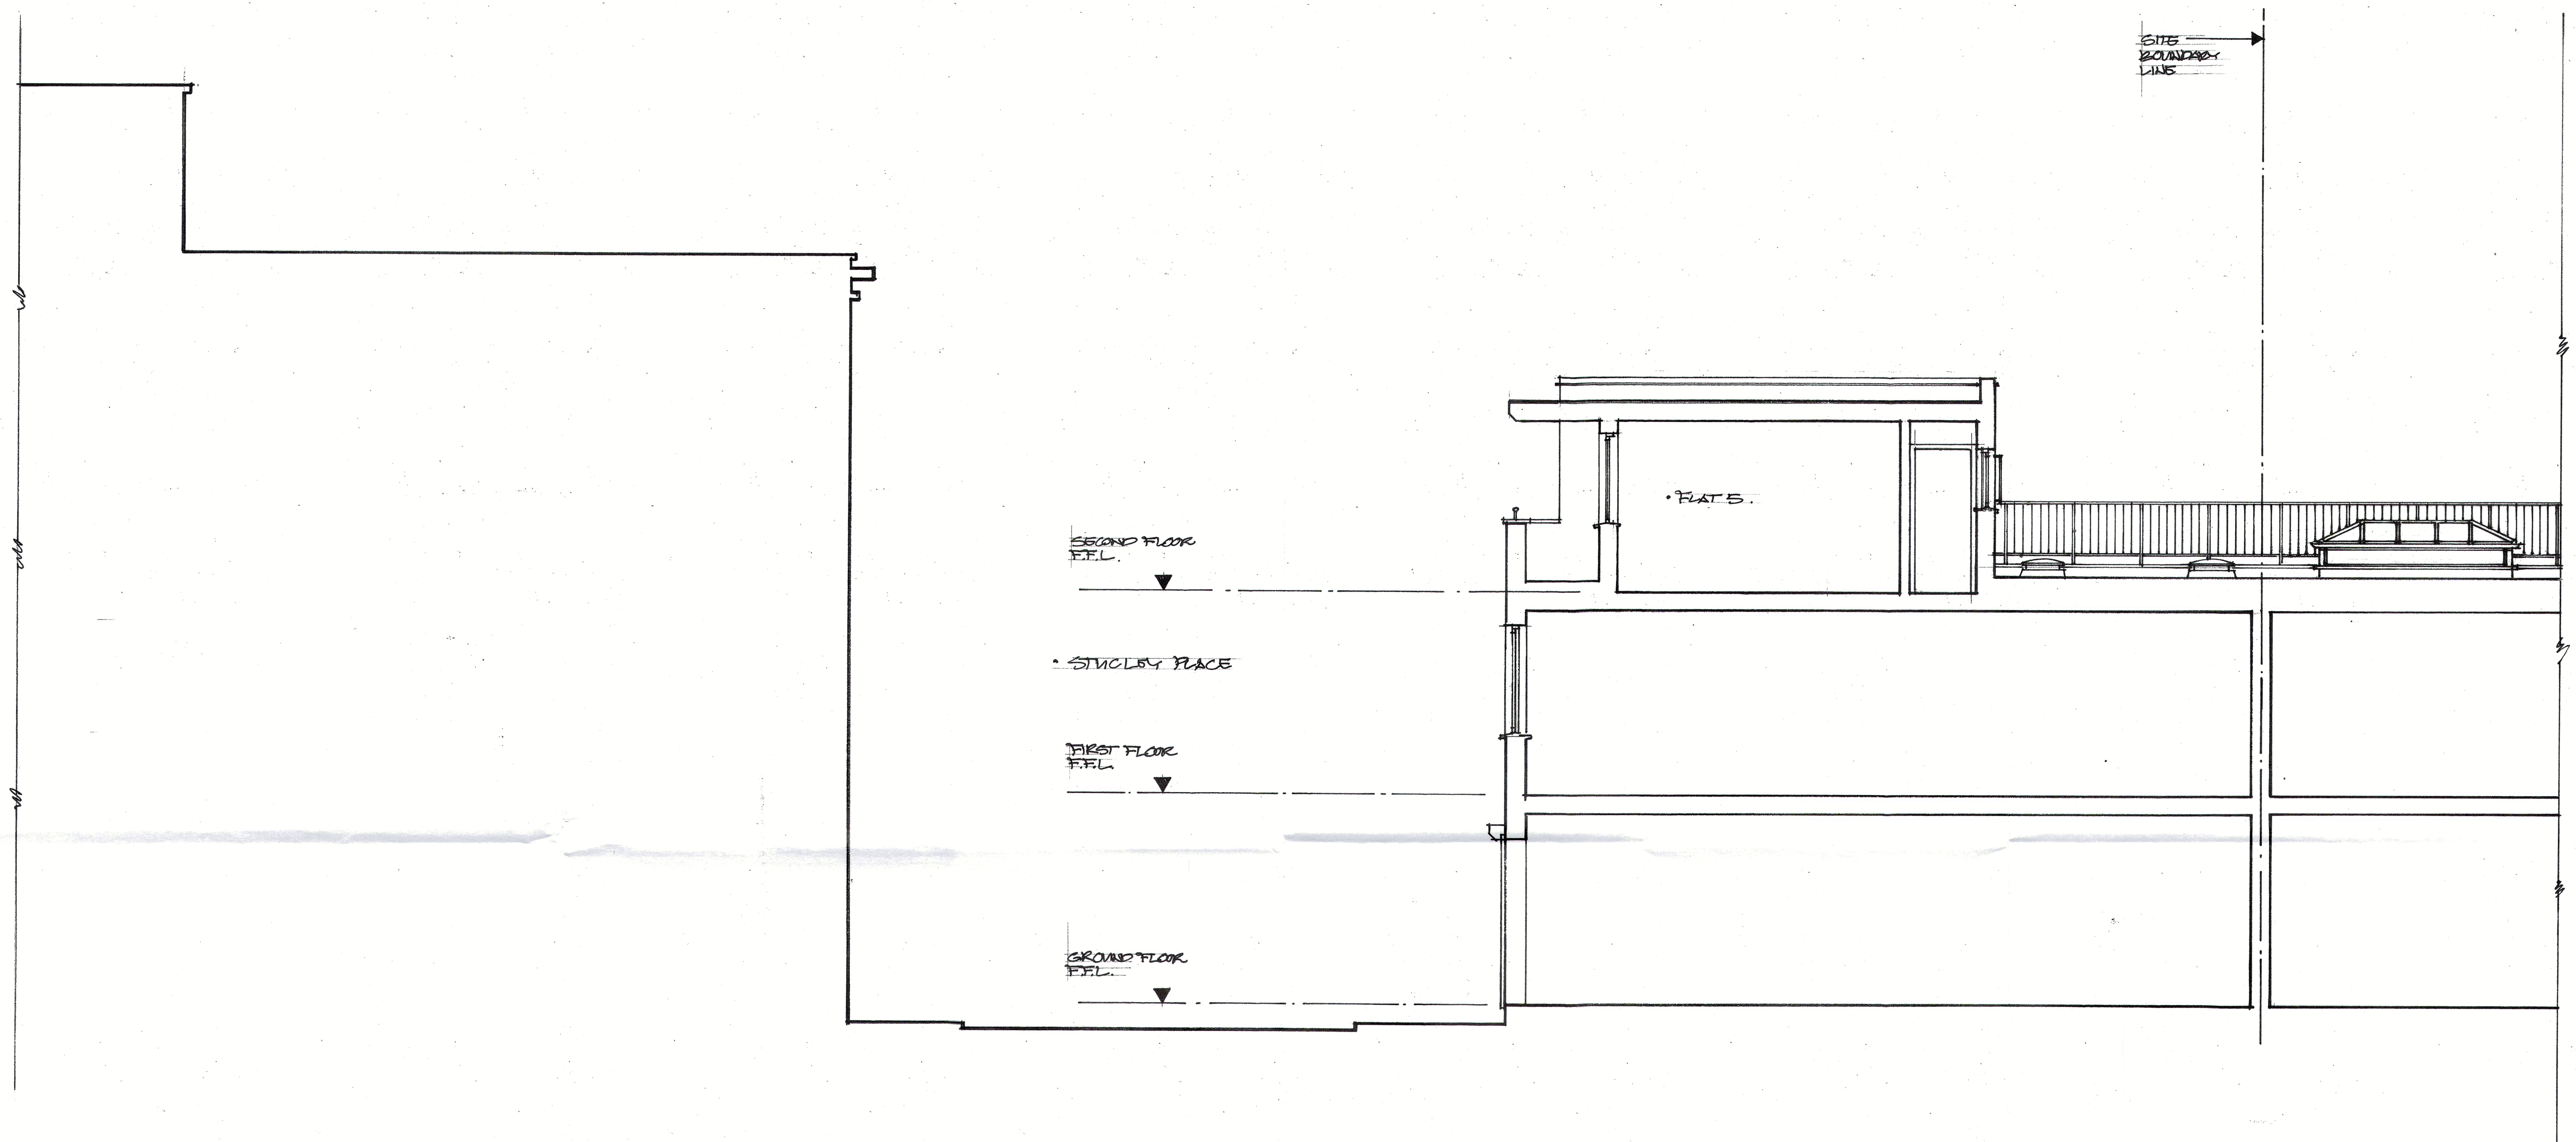 SITE
BOUNDARY
LINE
• FLAT 5.
SECOND FLOOR
F.F.L.
• STUCLEY PLACE
FIRST FLOOR
F.F.L.
GROUND FLOOR
F.F.L.